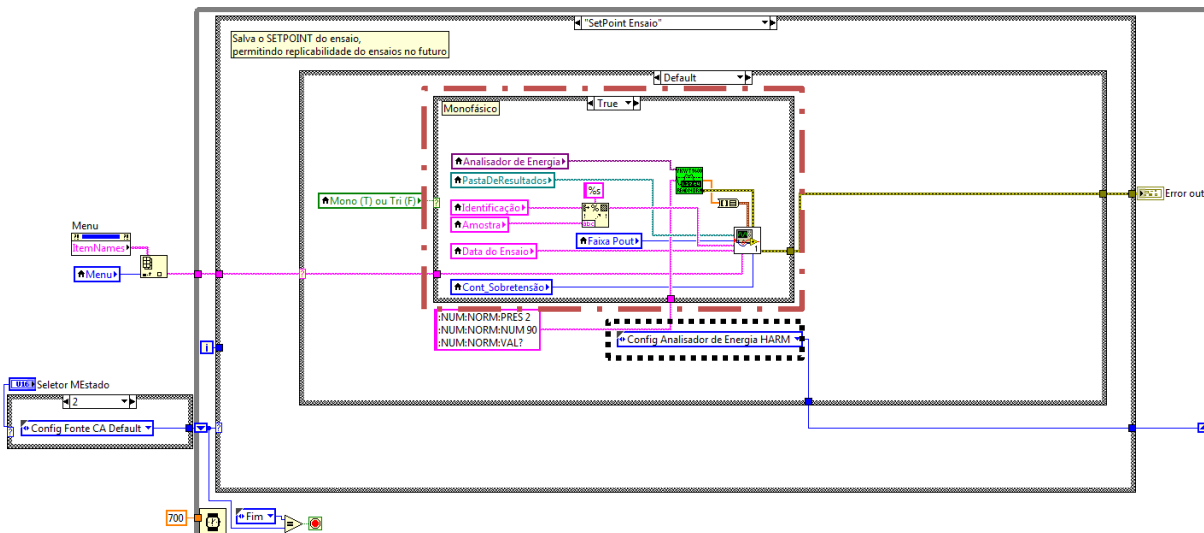 "SetPoint Ensaio"
Salva o SETPOINT do ensaio,
permitindo replicabilidade do ensaios no futuro
Default
True
Monofásico
Analisador de Energia
PastaDeResultados
%s
Mono (T) ou Tri (F)
Identificação
Amostra
Faixa Pout
Data do Ensaio
1
Error out
Menu
ItemNames
Menu
Cont_Sobretensão
:NUM:NORM:PRES 2
:NUM:NORM:NUM 90
:NUM:NORM:VAL?
Config Analisador de Energia HARM
i
U16
Seletor MEstado
2
Config Fonte CA Default
700
Fim
=